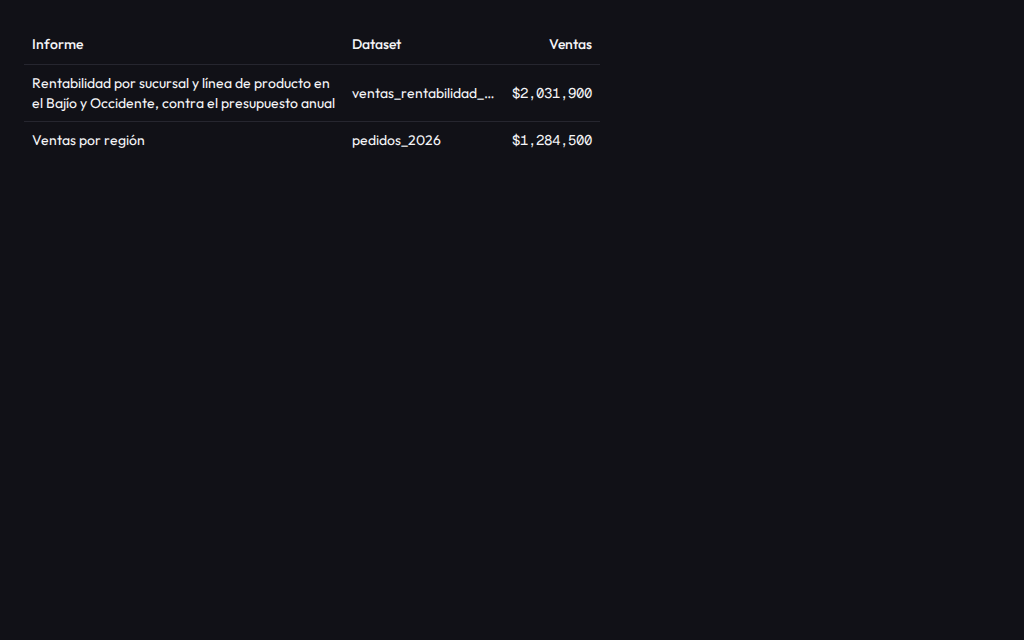 Informe Dataset Ventas
Rentabilidad por sucursal y línea de producto en
el Bajío y Occidente, contra el presupuesto anual
ventas_rentabilidad_... $2,031,900
Ventas por región pedidos_2026 $1,284,500